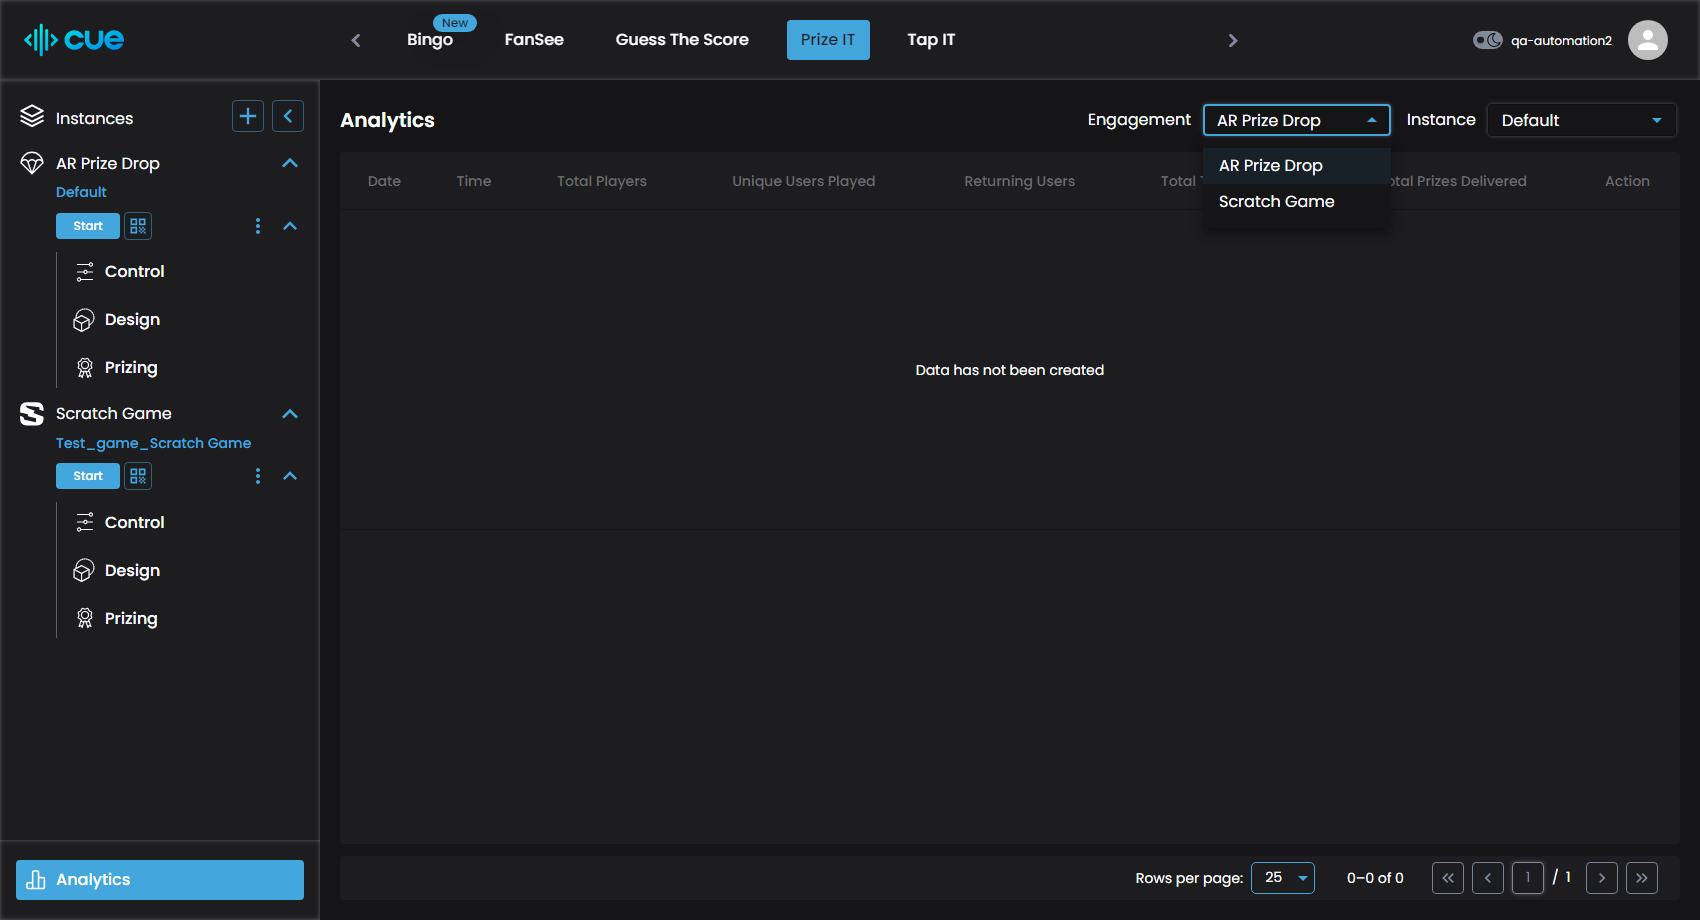 cue
New
Bingo
FanSee
Guess The Score
Prize IT
Tap IT
qa-automation2
Instances
AR Prize Drop
Default
Start
Control
Design
Prizing
Scratch Game
Test_game_Scratch Game
Start
Control
Design
Prizing
Analytics
Analytics
Engagement
AR Prize Drop
Instance
Default
AR Prize Drop
Scratch Game
Date
Time
Total Players
Unique Users Played
Returning Users
Total
Prizes Delivered
Action
Data has not been created
Rows per page:
25
0–0 of 0
1
/ 1